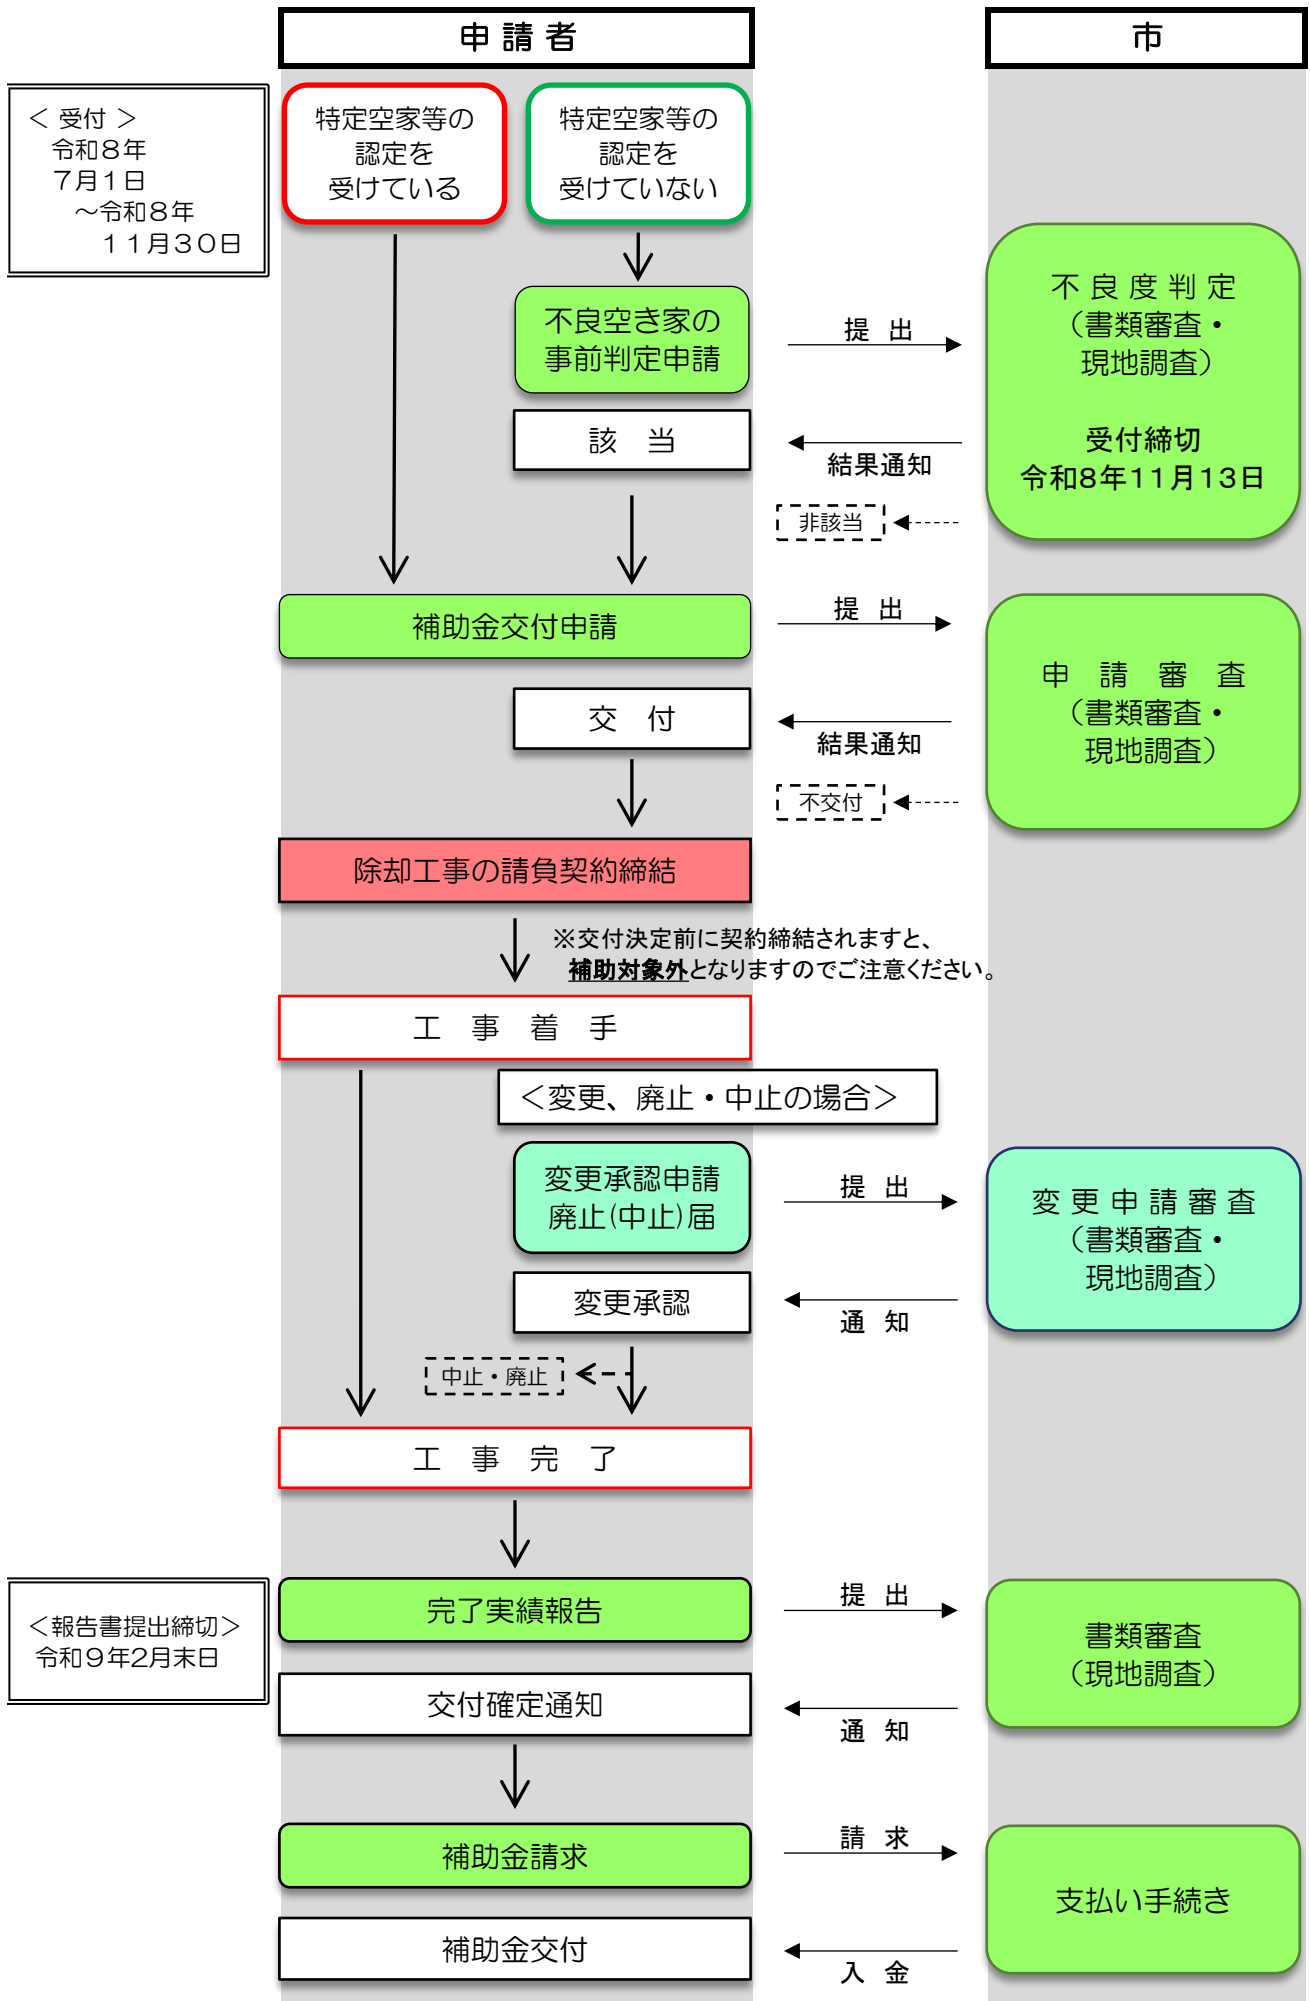 申請者
市
＜ 受付 ＞
令和８年
７月１日
～令和８年
１１月３０日
特定空家等の
認定を
受けている
特定空家等の
認定を
受けていない
不良空き家の
事前判定申請
提 出
不 良 度 判 定
（書類審査・
現地調査）
受付締切
令和8年11月13日
該 当
結果通知
非該当
補助金交付申請
提 出
申 請 審 査
（書類審査・
現地調査）
交 付
結果通知
不交付
除却工事の請負契約締結
※交付決定前に契約締結されますと、
補助対象外となりますのでご注意ください。
工 事 着 手
＜変更、廃止・中止の場合＞
変更承認申請
廃止(中止)届
提 出
変 更 申 請 審 査
（書類審査・
現地調査）
変更承認
通 知
中止・廃止
工 事 完 了
＜報告書提出締切＞
令和９年2月末日
完了実績報告
提 出
書類審査
（現地調査）
交付確定通知
通 知
補助金請求
請 求
支払い手続き
補助金交付
入 金